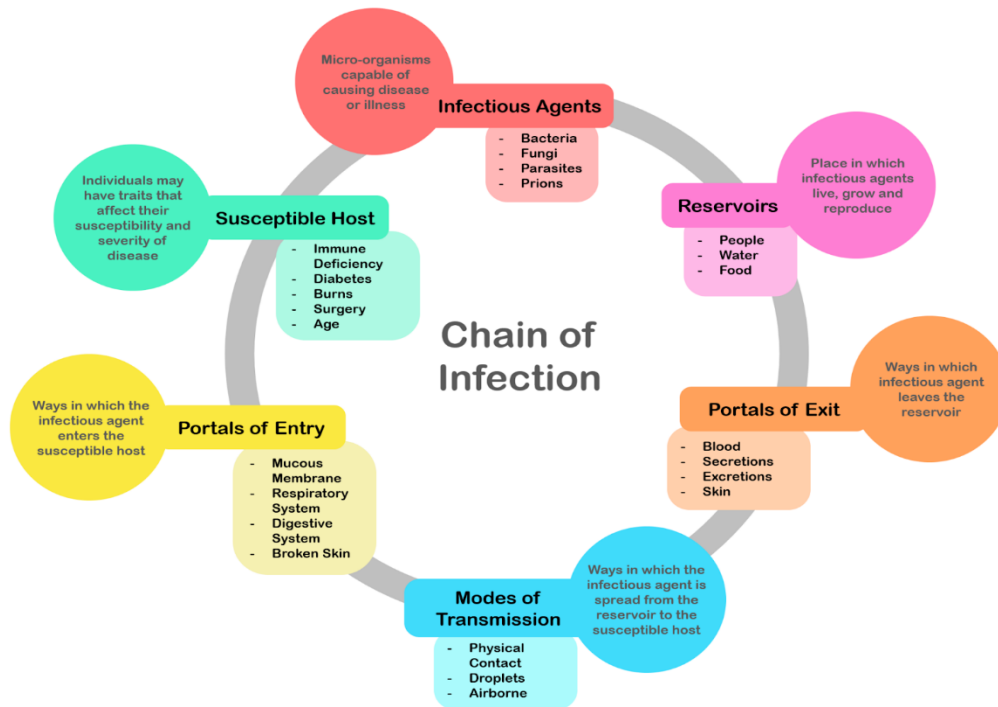 Micro-organisms
capable of
causing disease
or illness
Infectious Agents
- Bacteria
- Fungi
- Parasites
- Prions
Place in which
infectious agents
live, grow and
reproduce
Reservoirs
- People
- Water
- Food
Ways in which
infectious agent
leaves the
reservoir
Portals of Exit
- Blood
- Secretions
- Excretions
- Skin
Ways in which the
infectious agent is
spread from the
reservoir to the
susceptible host
Modes of
Transmission
- Physical
Contact
- Droplets
- Airborne
Ways in which the
infectious agent
enters the
susceptible host
Portals of Entry
- Mucous
Membrane
- Respiratory
System
- Digestive
System
- Broken Skin
Individuals may
have traits that
affect their
susceptibility and
severity of
disease
Susceptible Host
- Immune
Deficiency
- Diabetes
- Burns
- Surgery
- Age
Chain of
Infection